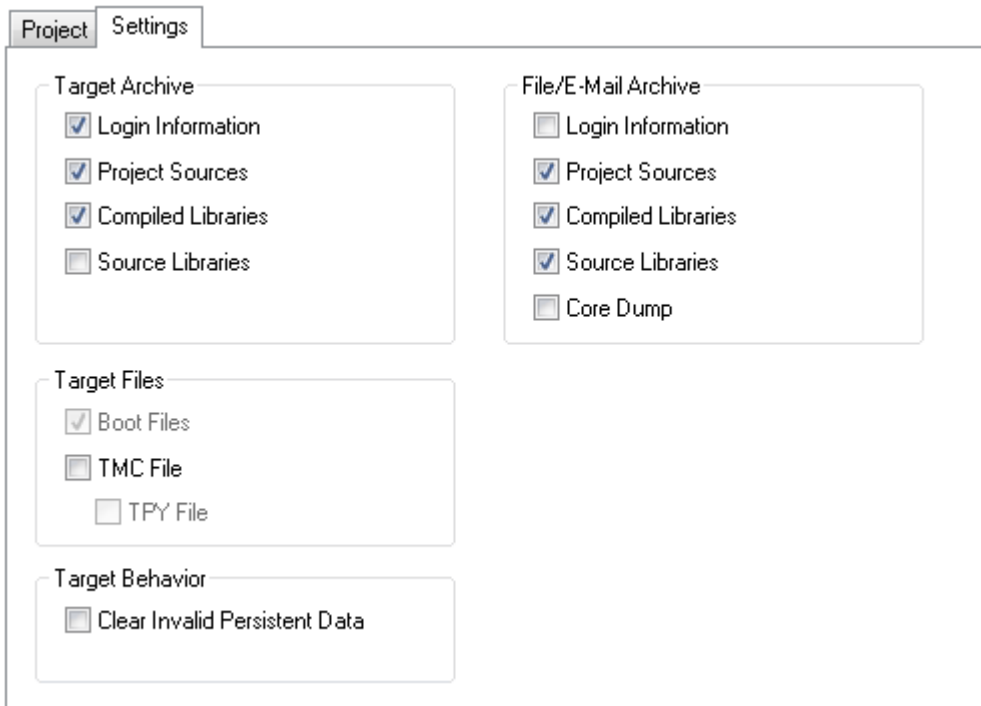 Project
Settings
Target Archive
Login Information
Project Sources
Compiled Libraries
Source Libraries
File/E-Mail Archive
Login Information
Project Sources
Compiled Libraries
Source Libraries
Core Dump
Target Files
Boot Files
TMC File
TPY File
Target Behavior
Clear Invalid Persistent Data